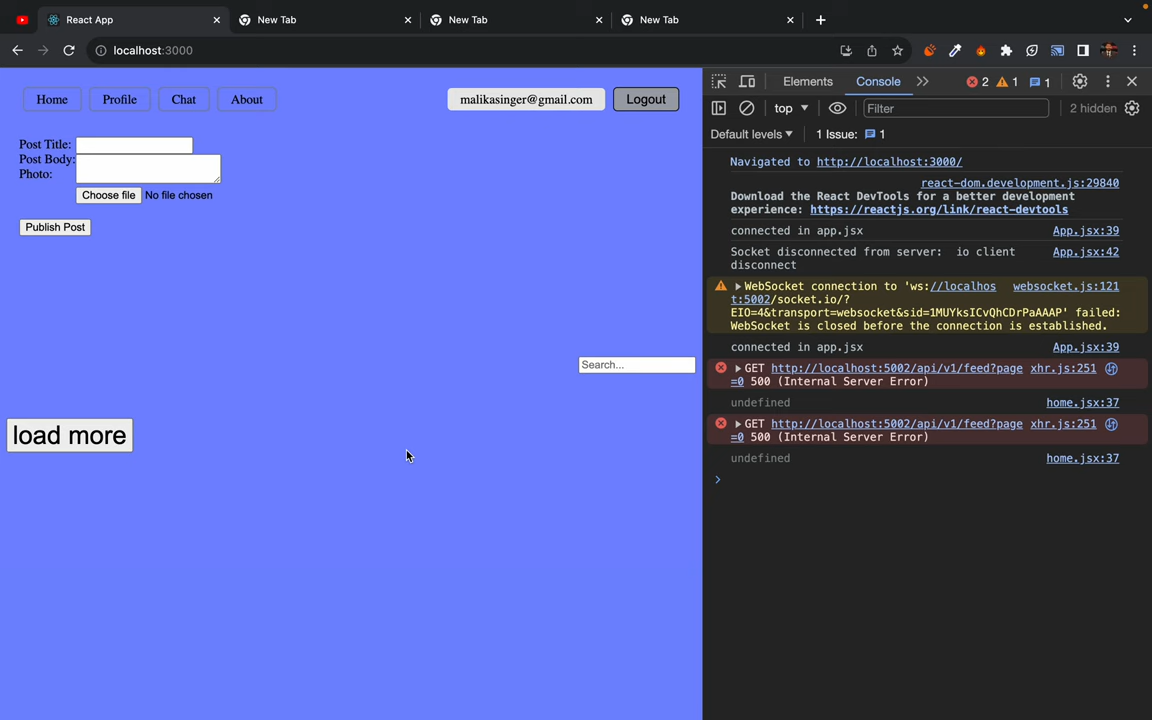 React App
New Tab
New Tab
New Tab
localhost:3000
Home
Profile
Chat
About
malikasinger@gmail.com
Logout
Post Title:
Post Body:
Photo:
Choose file No file chosen
Publish Post
Search...
load more
Elements
Console
2
1
1
top
Filter
2 hidden
Default levels
1 Issue: 1
Navigated to http://localhost:3000/
react-dom.development.js:29840
Download the React DevTools for a better development
experience: https://reactjs.org/link/react-devtools
connected in app.jsx App.jsx:39
Socket disconnected from server: io client App.jsx:42
disconnect
WebSocket connection to 'ws://localhos websocket.js:121
t:5002/socket.io/?
EIO=4&transport=websocket&sid=1MUYksICvQhCDrPaAAAP' failed:
WebSocket is closed before the connection is established.
connected in app.jsx App.jsx:39
GET http://localhost:5002/api/v1/feed?page xhr.js:251
=0 500 (Internal Server Error)
undefined home.jsx:37
GET http://localhost:5002/api/v1/feed?page xhr.js:251
=0 500 (Internal Server Error)
undefined home.jsx:37